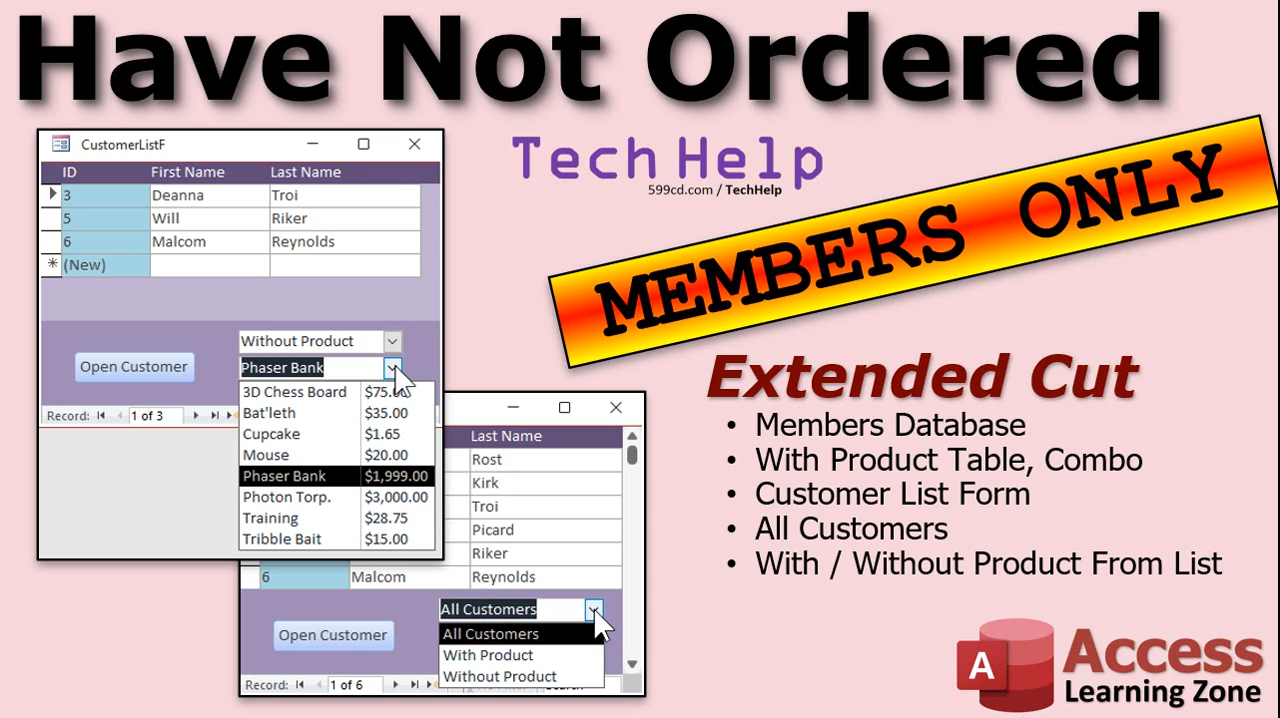 Have Not Ordered
TechHelp
599cd.com / TechHelp
MEMBERS ONLY
CustomerListF
ID First Name Last Name
3 Deanna Troi
5 Will Riker
6 Malcom Reynolds
(New)
Without Product
Open Customer Phaser Bank
3D Chess Board $75.00
Bat'leth $35.00
Cupcake $1.65
Mouse $20.00
Phaser Bank $1,999.00
Photon Torp. $3,000.00
Training $28.75
Tribble Bait $15.00
Record: 1 of 3
Last Name
Rost
Kirk
Troi
Picard
Riker
6 Malcom Reynolds
All Customers
Open Customer
All Customers
With Product
Without Product
Record: 1 of 6
Extended Cut
• Members Database
• With Product Table, Combo
• Customer List Form
• All Customers
• With / Without Product From List
A
Access
Learning Zone